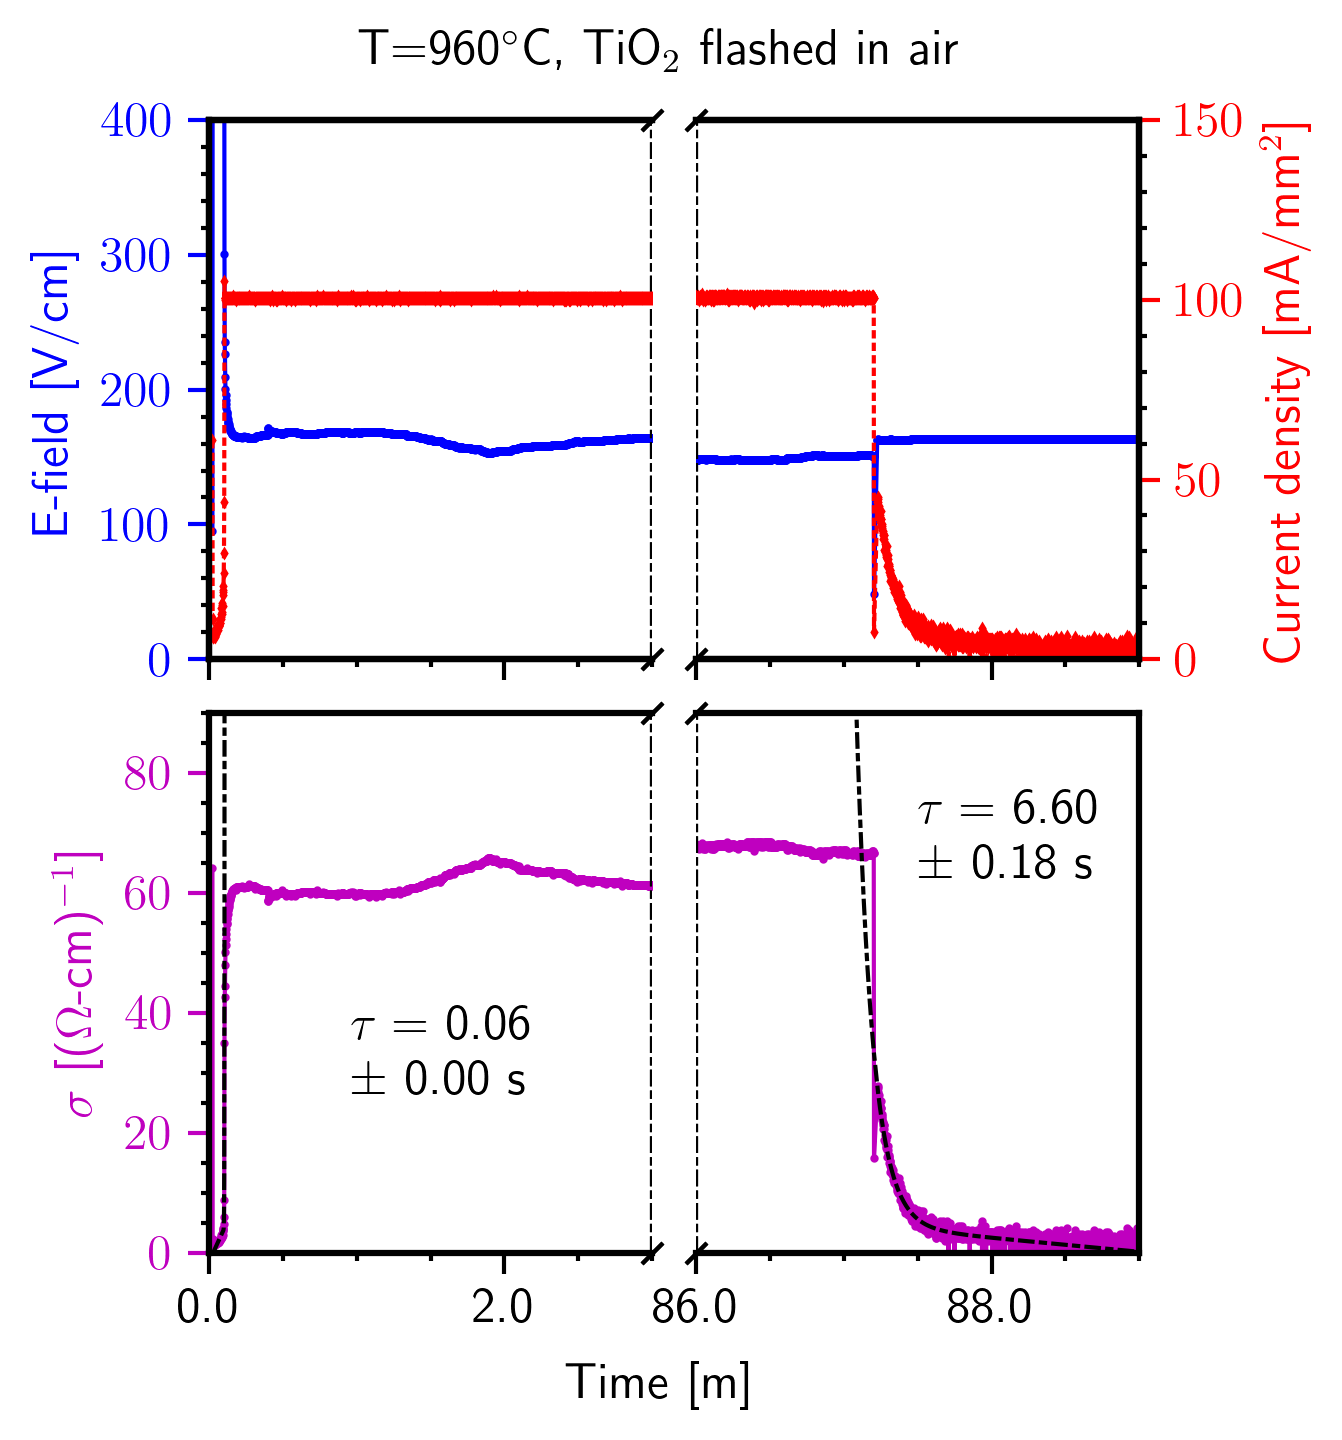 T=960°C, TiO₂ flashed in air
400
300
200
100
0
E-field [V/cm]
150
100
50
0
Current density [mA/mm²]
80
60
40
20
0
σ [(Ω-cm)⁻¹]
τ = 0.06
± 0.00 s
τ = 6.60
± 0.18 s
0.0 2.0 86.0 88.0
Time [m]